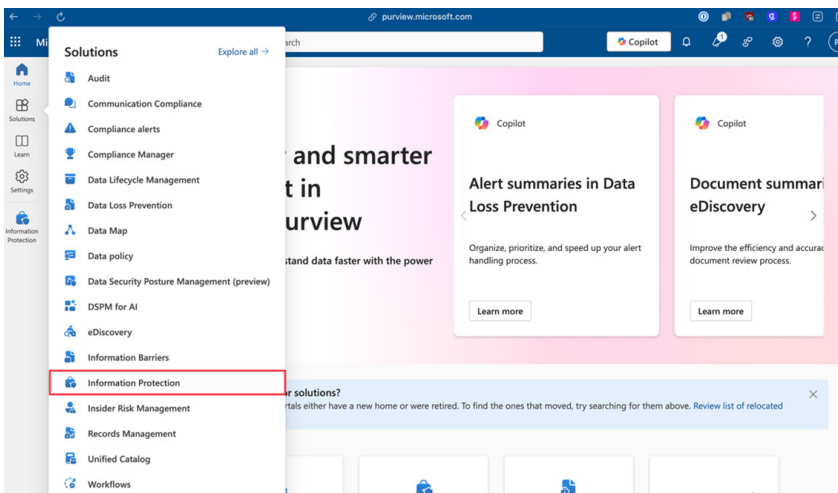 purview.microsoft.com
Mi
arch
Copilot
Home
Solutions
Learn
Settings
Information
Protection
Solutions
Explore all →
Audit
Communication Compliance
Compliance alerts
Compliance Manager
Data Lifecycle Management
Data Loss Prevention
Data Map
Data policy
Data Security Posture Management (preview)
DSPM for AI
eDiscovery
Information Barriers
Information Protection
Insider Risk Management
Records Management
Unified Catalog
Workflows
and smarter
t in
urview
stand data faster with the power
Copilot
Alert summaries in Data
Loss Prevention
Organize, prioritize, and speed up your alert
handling process.
Learn more
Copilot
Document summari
eDiscovery
Improve the efficiency and accurac
document review process.
Learn more
or solutions?
rtals either have a new home or were retired. To find the ones that moved, try searching for them above. Review list of relocated